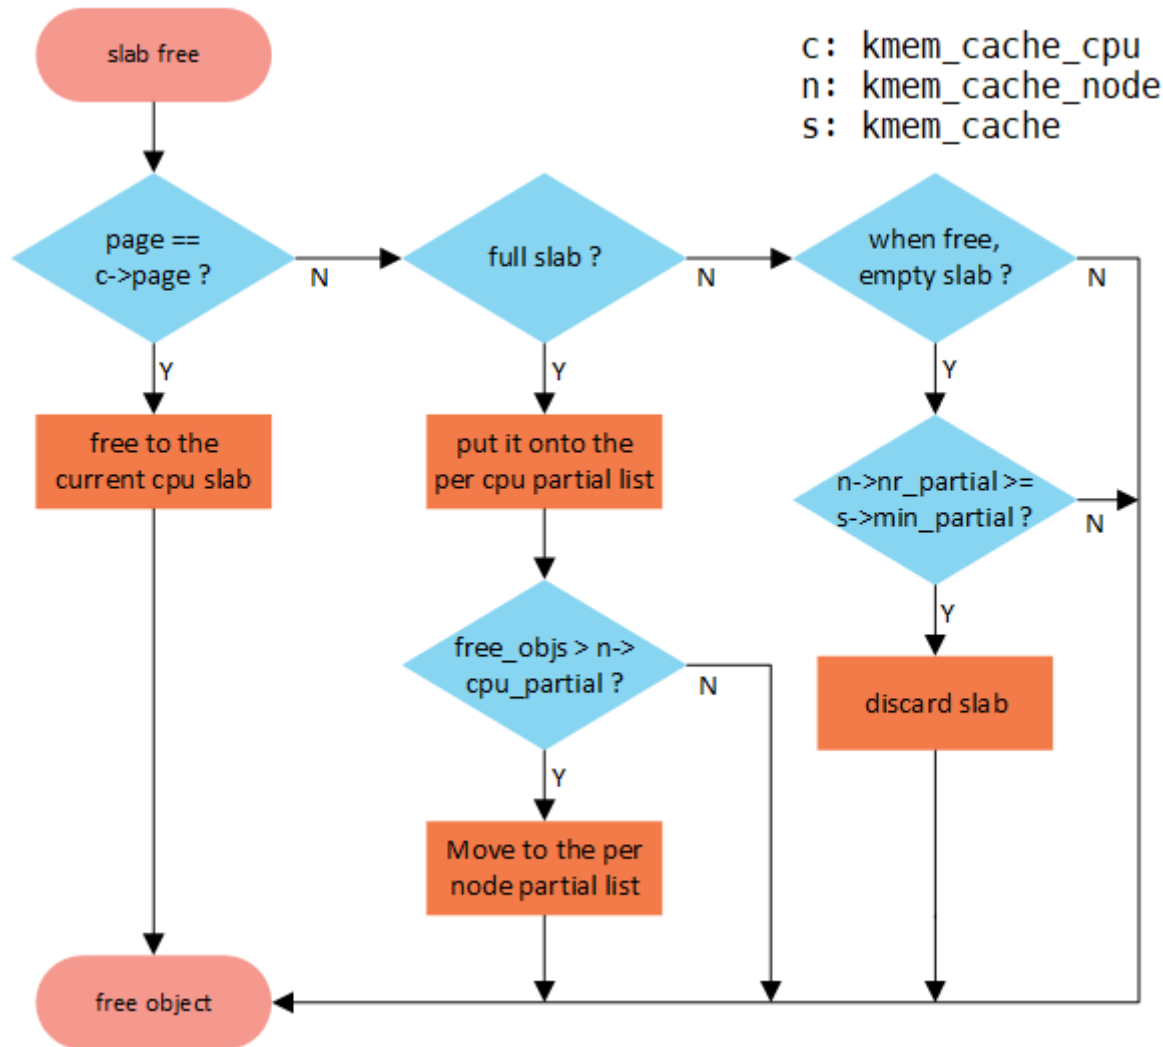 slab free
c: kmem_cache_cpu
n: kmem_cache_node
s: kmem_cache
page ==
c->page ?
N
full slab ?
N
when free,
empty slab ?
N
Y
Y
Y
free to the
current cpu slab
put it onto the
per cpu partial list
n->nr_partial >=
s->min_partial ?
N
Y
free_objs > n->
cpu_partial ?
N
discard slab
Y
Move to the per
node partial list
free object